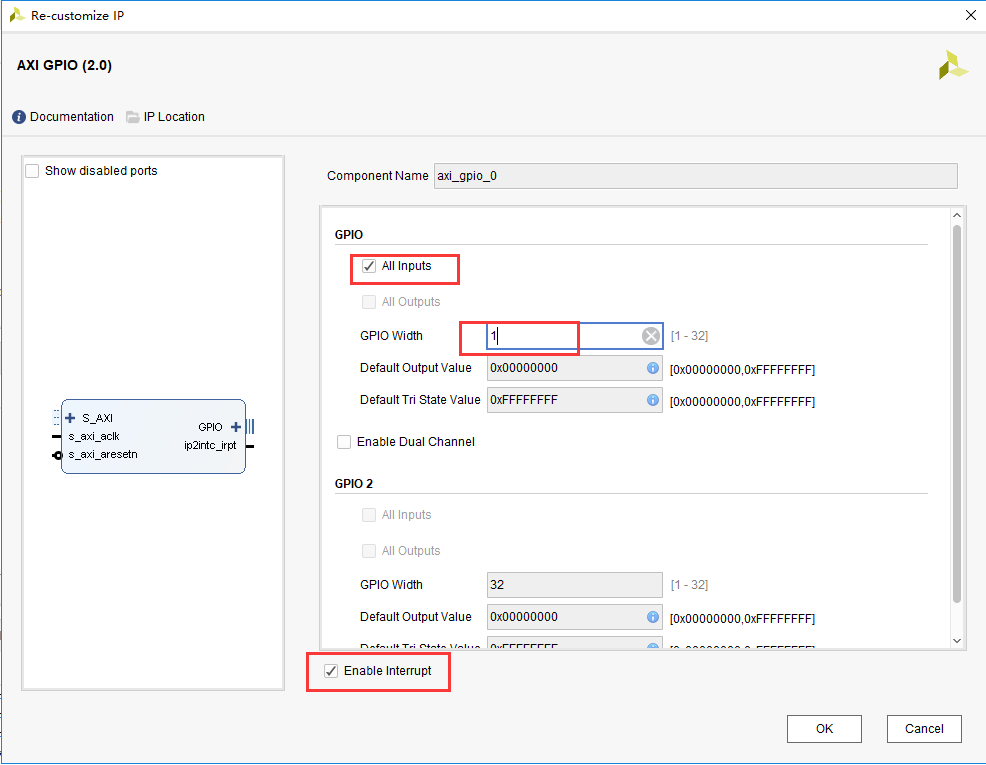 Re-customize IP
AXI GPIO (2.0)
Documentation IP Location
Show disabled ports
S_AXI
s_axi_aclk
s_axi_aresetn
GPIO
ip2intc_irpt
Component Name axi_gpio_0
GPIO
All Inputs
All Outputs
GPIO Width 1 [1 - 32]
Default Output Value 0x00000000 [0x00000000,0xFFFFFFFF]
Default Tri State Value 0xFFFFFFFF [0x00000000,0xFFFFFFFF]
Enable Dual Channel
GPIO 2
All Inputs
All Outputs
GPIO Width 32 [1 - 32]
Default Output Value 0x00000000 [0x00000000,0xFFFFFFFF]
Default Tri State Value 0xFFFFFFFF [0x00000000,0xFFFFFFFF]
Enable Interrupt
OK Cancel